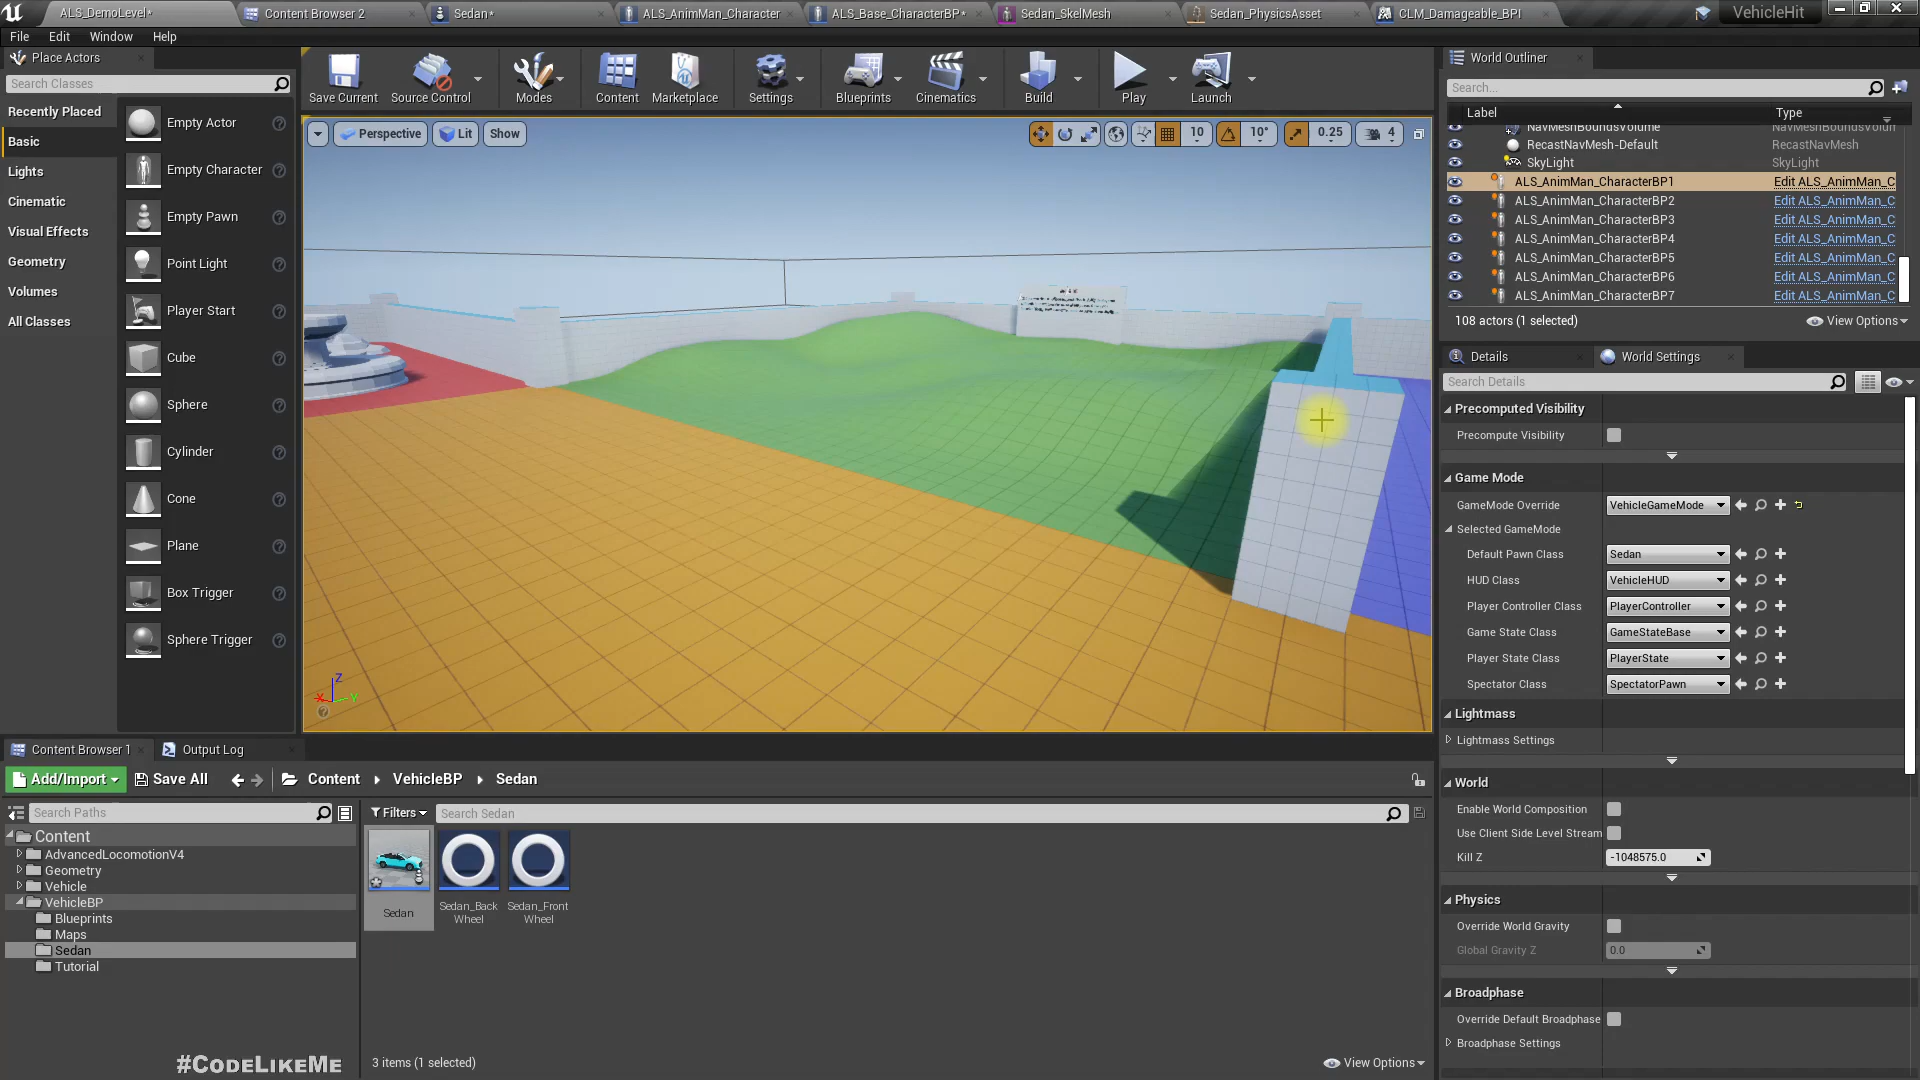 ALS_DemoLevel*
Content Browser 2
Sedan*
ALS_AnimMan_Character
ALS_Base_CharacterBP*
Sedan_SkelMesh
Sedan_PhysicsAsset
CLM_Damageable_BPI
VehicleHit
File
Edit
Window
Help
Place Actors
Search Classes
Recently Placed
Basic
Lights
Cinematic
Visual Effects
Geometry
Volumes
All Classes
Empty Actor
Empty Character
Empty Pawn
Point Light
Player Start
Cube
Sphere
Cylinder
Cone
Plane
Box Trigger
Sphere Trigger
Save Current
Source Control
Modes
Content
Marketplace
Settings
Blueprints
Cinematics
Build
Play
Launch
Perspective
Lit
Show
10
10°
0.25
4
X
Y
Z
World Outliner
Search...
Label
Type
NavMeshBoundsVolume
NavMeshBoundsVolun
RecastNavMesh-Default
RecastNavMesh
SkyLight
SkyLight
ALS_AnimMan_CharacterBP1
Edit ALS_AnimMan_C
ALS_AnimMan_CharacterBP2
Edit ALS_AnimMan_C
ALS_AnimMan_CharacterBP3
Edit ALS_AnimMan_C
ALS_AnimMan_CharacterBP4
Edit ALS_AnimMan_C
ALS_AnimMan_CharacterBP5
Edit ALS_AnimMan_C
ALS_AnimMan_CharacterBP6
Edit ALS_AnimMan_C
ALS_AnimMan_CharacterBP7
Edit ALS_AnimMan_C
108 actors (1 selected)
View Options
Details
World Settings
Search Details
Precomputed Visibility
Precompute Visibility
Game Mode
GameMode Override
VehicleGameMode
Selected GameMode
Default Pawn Class
Sedan
HUD Class
VehicleHUD
Player Controller Class
PlayerController
Game State Class
GameStateBase
Player State Class
PlayerState
Spectator Class
SpectatorPawn
Lightmass
Lightmass Settings
World
Enable World Composition
Use Client Side Level Stream
Kill Z
-1048575.0
Physics
Override World Gravity
Global Gravity Z
0.0
Broadphase
Override Default Broadphase
Broadphase Settings
Content Browser 1
Output Log
Add/Import
Save All
Content
VehicleBP
Sedan
Search Paths
Filters
Search Sedan
Content
AdvancedLocomotionV4
Geometry
Vehicle
VehicleBP
Blueprints
Maps
Sedan
Tutorial
Sedan
Sedan_Back
Wheel
Sedan_Front
Wheel
#CodeLikeMe
3 items (1 selected)
View Options